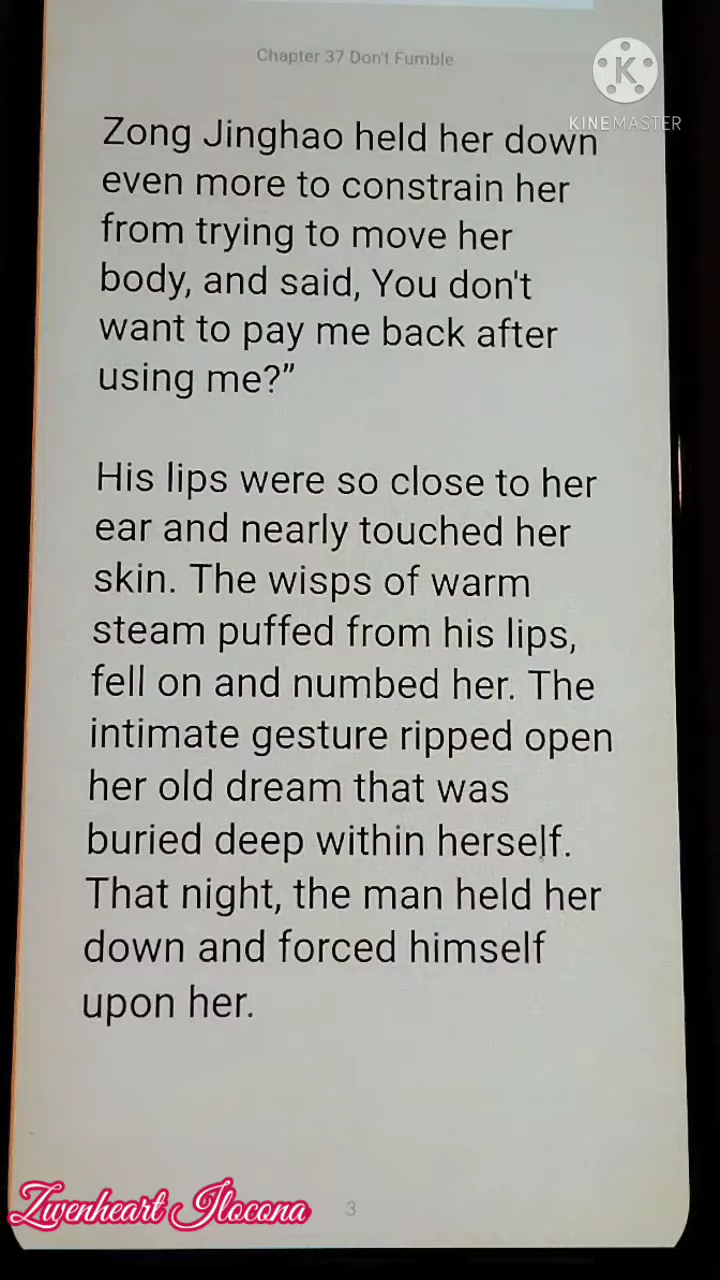 Chapter 37 Don't Fumble
K
KINEMASTER
Zong Jinghao held her down
even more to constrain her
from trying to move her
body, and said, You don't
want to pay me back after
using me?”
His lips were so close to her
ear and nearly touched her
skin. The wisps of warm
steam puffed from his lips,
fell on and numbed her. The
intimate gesture ripped open
her old dream that was
buried deep within herself.
That night, the man held her
down and forced himself
upon her.
Zwenheart Ilocona
3